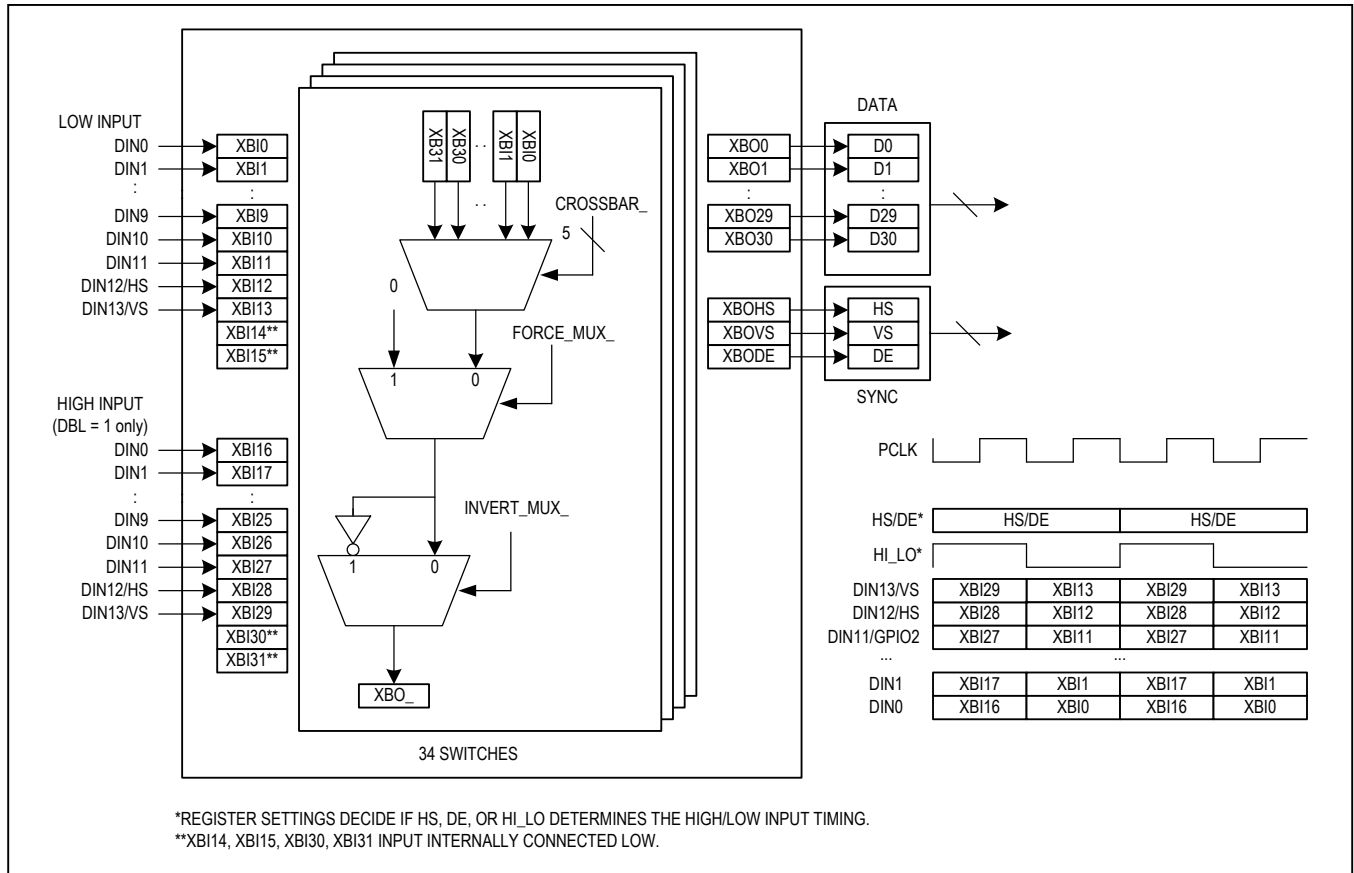 LOW INPUT
DIN0
DIN1
:
DIN9
DIN10
DIN11
DIN12/HS
DIN13/VS
XBI0
XBI1
:
XBI9
XBI10
XBI11
XBI12
XBI13
XBI14**
XBI15**
HIGH INPUT
(DBL = 1 only)
DIN0
DIN1
:
DIN9
DIN10
DIN11
DIN12/HS
DIN13/VS
XBI16
XBI17
:
XBI25
XBI26
XBI27
XBI28
XBI29
XBI30**
XBI31**
XB31 XB30 .. XBI1 XBI0
..
CROSSBAR_
5
0
FORCE_MUX_
1 0
INVERT_MUX_
1 0
XBO_
34 SWITCHES
DATA
XBO0 D0
XBO1 D1
: :
XBO29 D29
XBO30 D30
XBOHS HS
XBOVS VS
XBODE DE
SYNC
PCLK
HS/DE* HS/DE HS/DE
HI_LO*
DIN13/VS XBI29 XBI13 XBI29 XBI13
DIN12/HS XBI28 XBI12 XBI28 XBI12
DIN11/GPIO2 XBI27 XBI11 XBI27 XBI11
... ...
DIN1 XBI17 XBI1 XBI17 XBI1
DIN0 XBI16 XBI0 XBI16 XBI0
*REGISTER SETTINGS DECIDE IF HS, DE, OR HI_LO DETERMINES THE HIGH/LOW INPUT TIMING.
**XBI14, XBI15, XBI30, XBI31 INPUT INTERNALLY CONNECTED LOW.